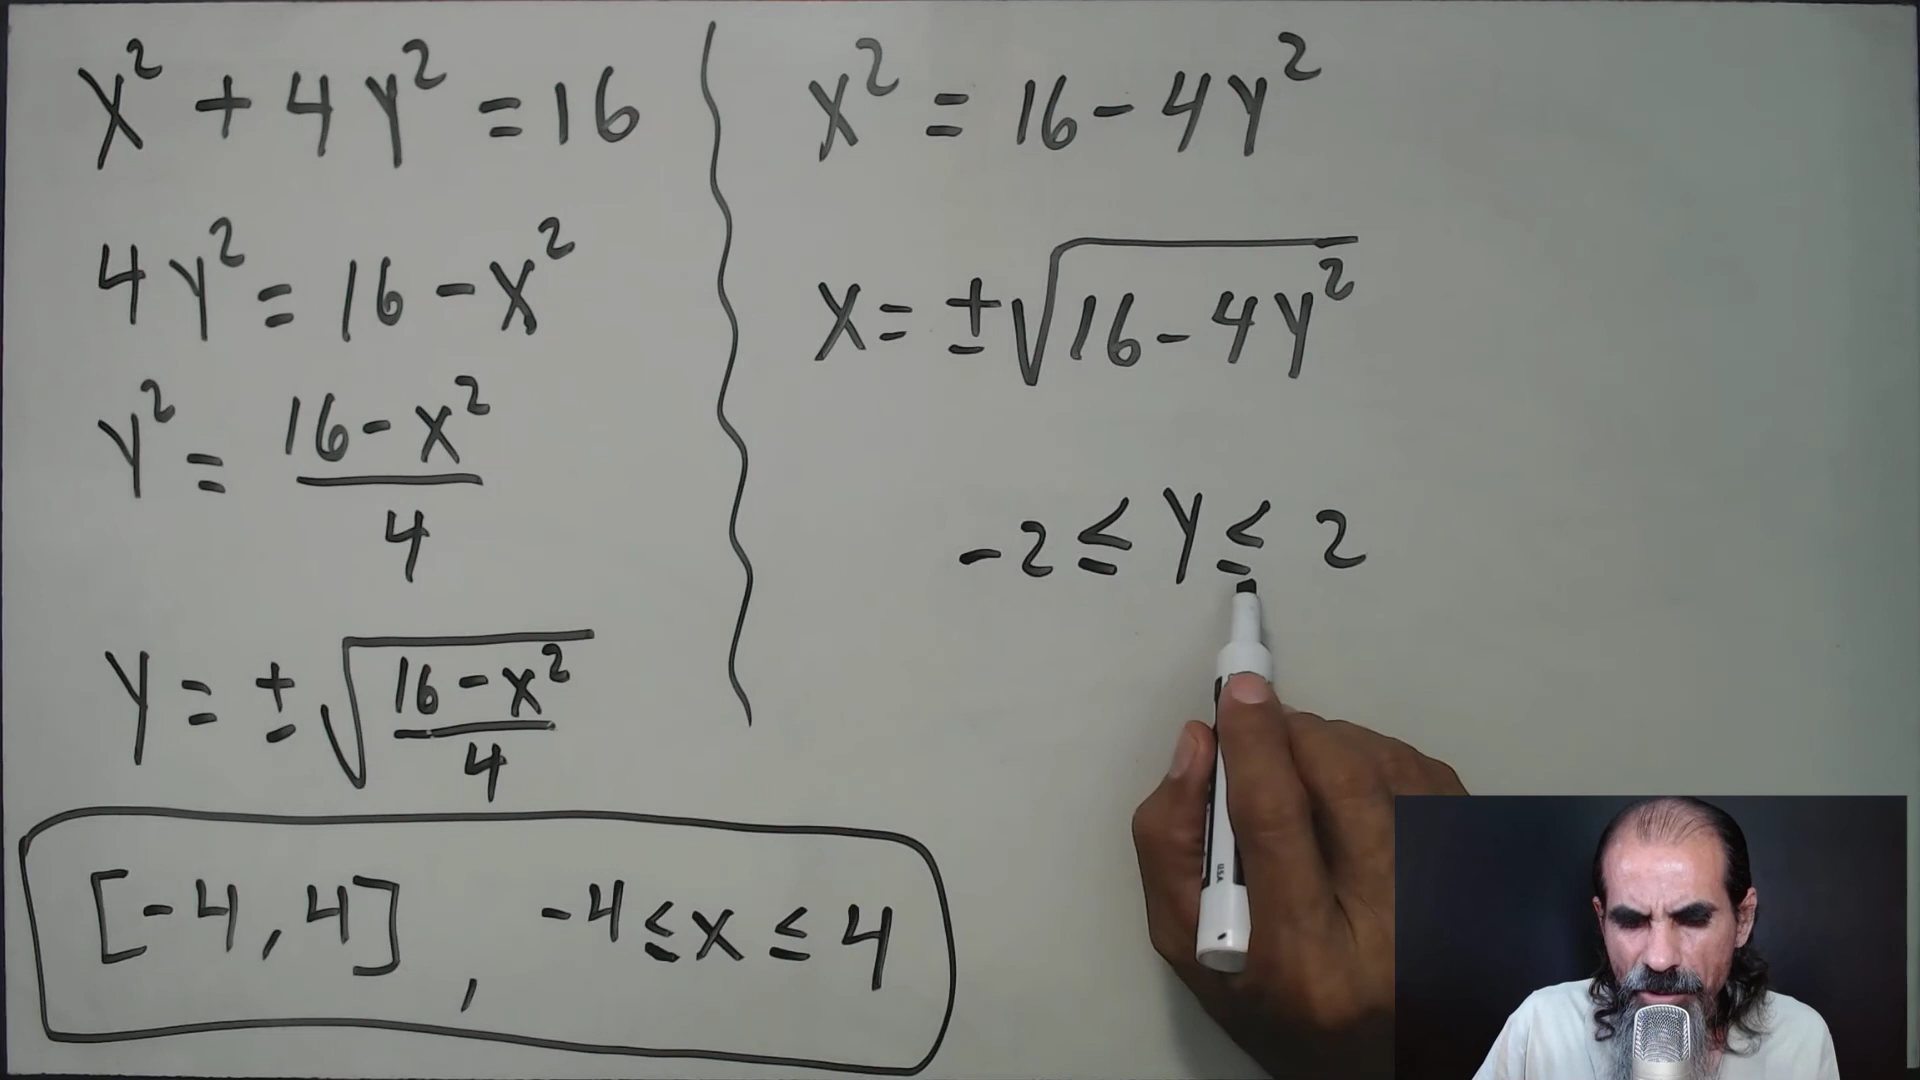 X² + 4Y² = 16
4Y² = 16 - X²
Y² = (16 - X²)/4
Y = ±√((16 - X²)/4)
[-4, 4] , -4 ≤ X ≤ 4
X² = 16 - 4Y²
X = ±√(16 - 4Y²)
-2 ≤ Y ≤ 2
USA